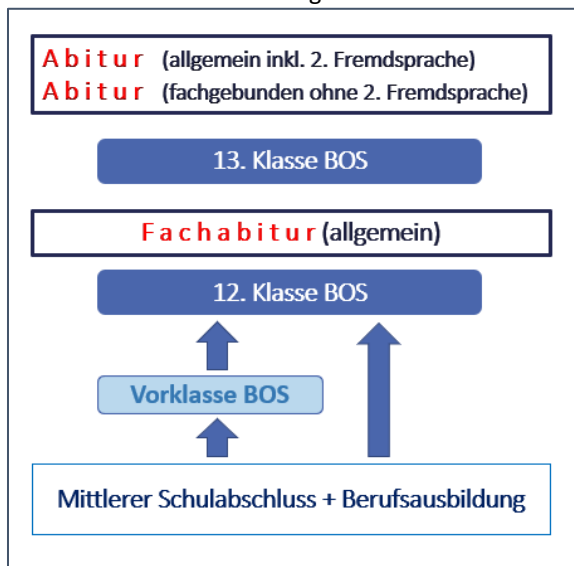 Abitur (allgemein inkl. 2. Fremdsprache)
Abitur (fachgebunden ohne 2. Fremdsprache)
13. Klasse BOS
Fachabitur (allgemein)
12. Klasse BOS
Vorklasse BOS
Mittlerer Schulabschluss + Berufsausbildung